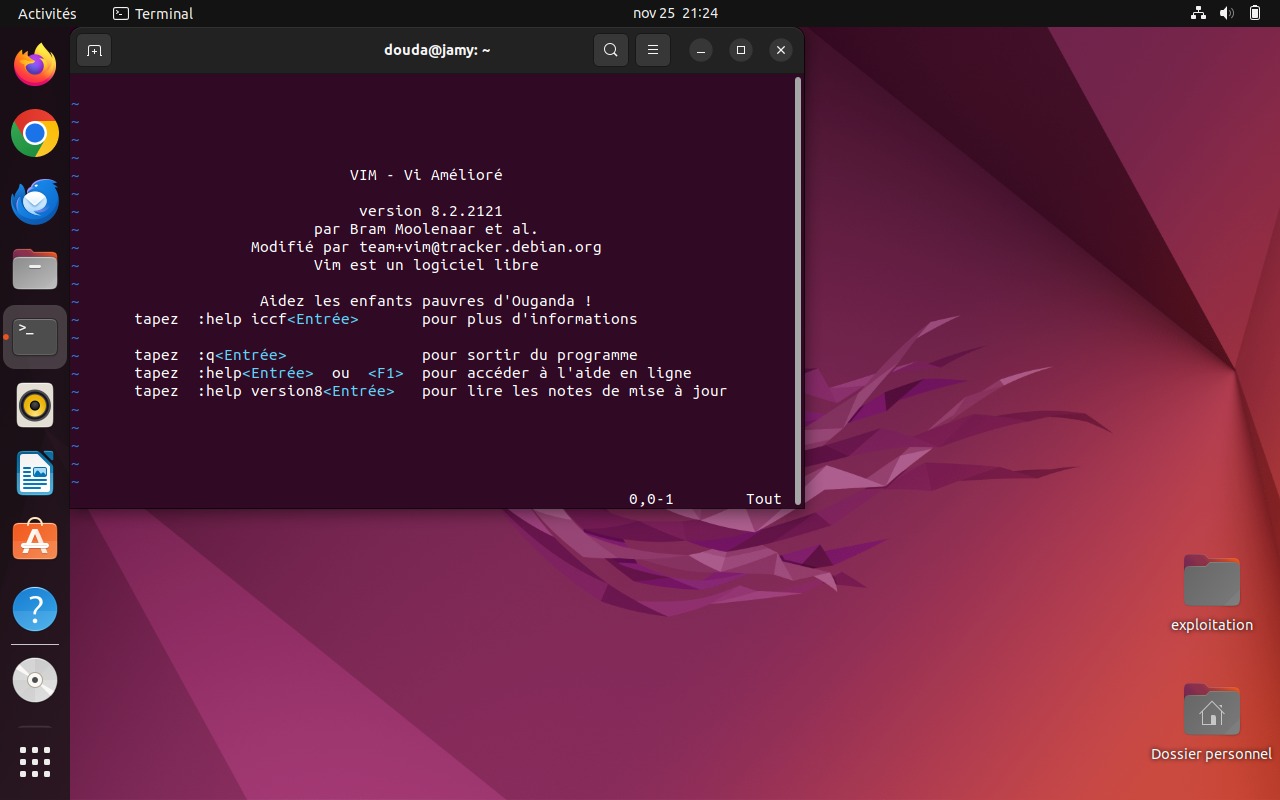 Activités Terminal nov 25 21:24
douda@jamy: ~
~
~
~
~
~ VIM - Vi Amélioré
~
~ version 8.2.2121
~ par Bram Moolenaar et al.
~ Modifié par team+vim@tracker.debian.org
~ Vim est un logiciel libre
~
~ Aidez les enfants pauvres d'Ouganda !
~ tapez :help iccf<Entrée> pour plus d'informations
~
~ tapez :q<Entrée> pour sortir du programme
~ tapez :help<Entrée> ou <F1> pour accéder à l'aide en ligne
~ tapez :help version8<Entrée> pour lire les notes de mise à jour
~
~
~
~
~
0,0-1 Tout
exploitation
Dossier personnel